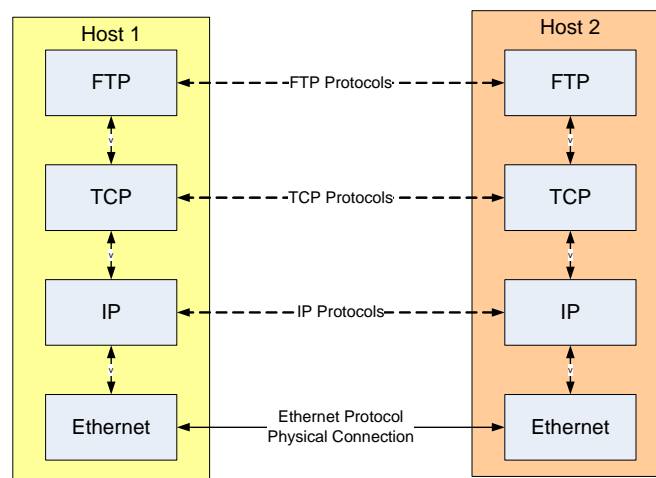 Host 1
Host 2
FTP
FTP Protocols
FTP
v
v
TCP
TCP Protocols
TCP
v
v
IP
IP Protocols
IP
v
v
Ethernet
Ethernet Protocol
Physical Connection
Ethernet